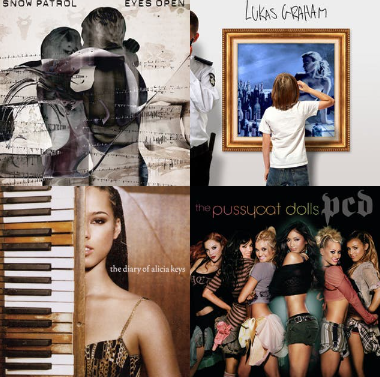 SNOW PATROL EYES OPEN
LUKAS GRAHAM
the diary of alicia keys
the pussycat dolls pcd